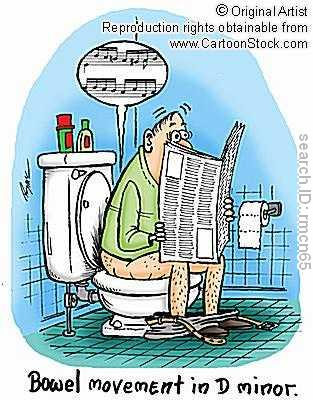 © Original Artist
Reproduction rights obtainable from
www.CartoonStock.com
search ID: rmcn65
Bowel movement in D minor.